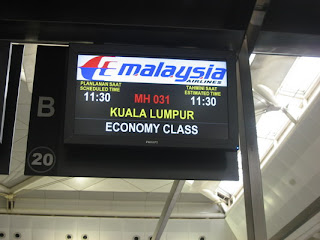 malaysia
AIRLINES
PLANLANAN SAAT
SCHEDULED TIME
TAHMINI SAAT
ESTIMATED TIME
11:30
MH 031
11:30
KUALA LUMPUR
ECONOMY CLASS
B
20